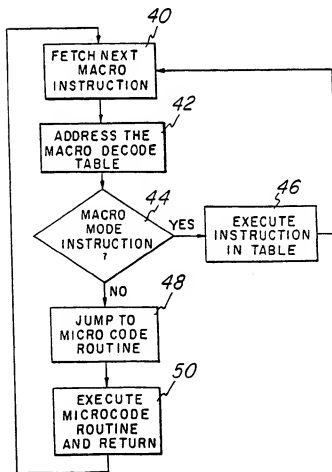 40
FETCH NEXT
MACRO
INSTRUCTION
42
ADDRESS THE
MACRO DECODE
TABLE
44
MACRO
MODE
INSTRUCTION
?
YES
46
EXECUTE
INSTRUCTION
IN TABLE
NO
48
JUMP TO
MICRO CODE
ROUTINE
50
EXECUTE
MICROCODE
ROUTINE
AND RETURN